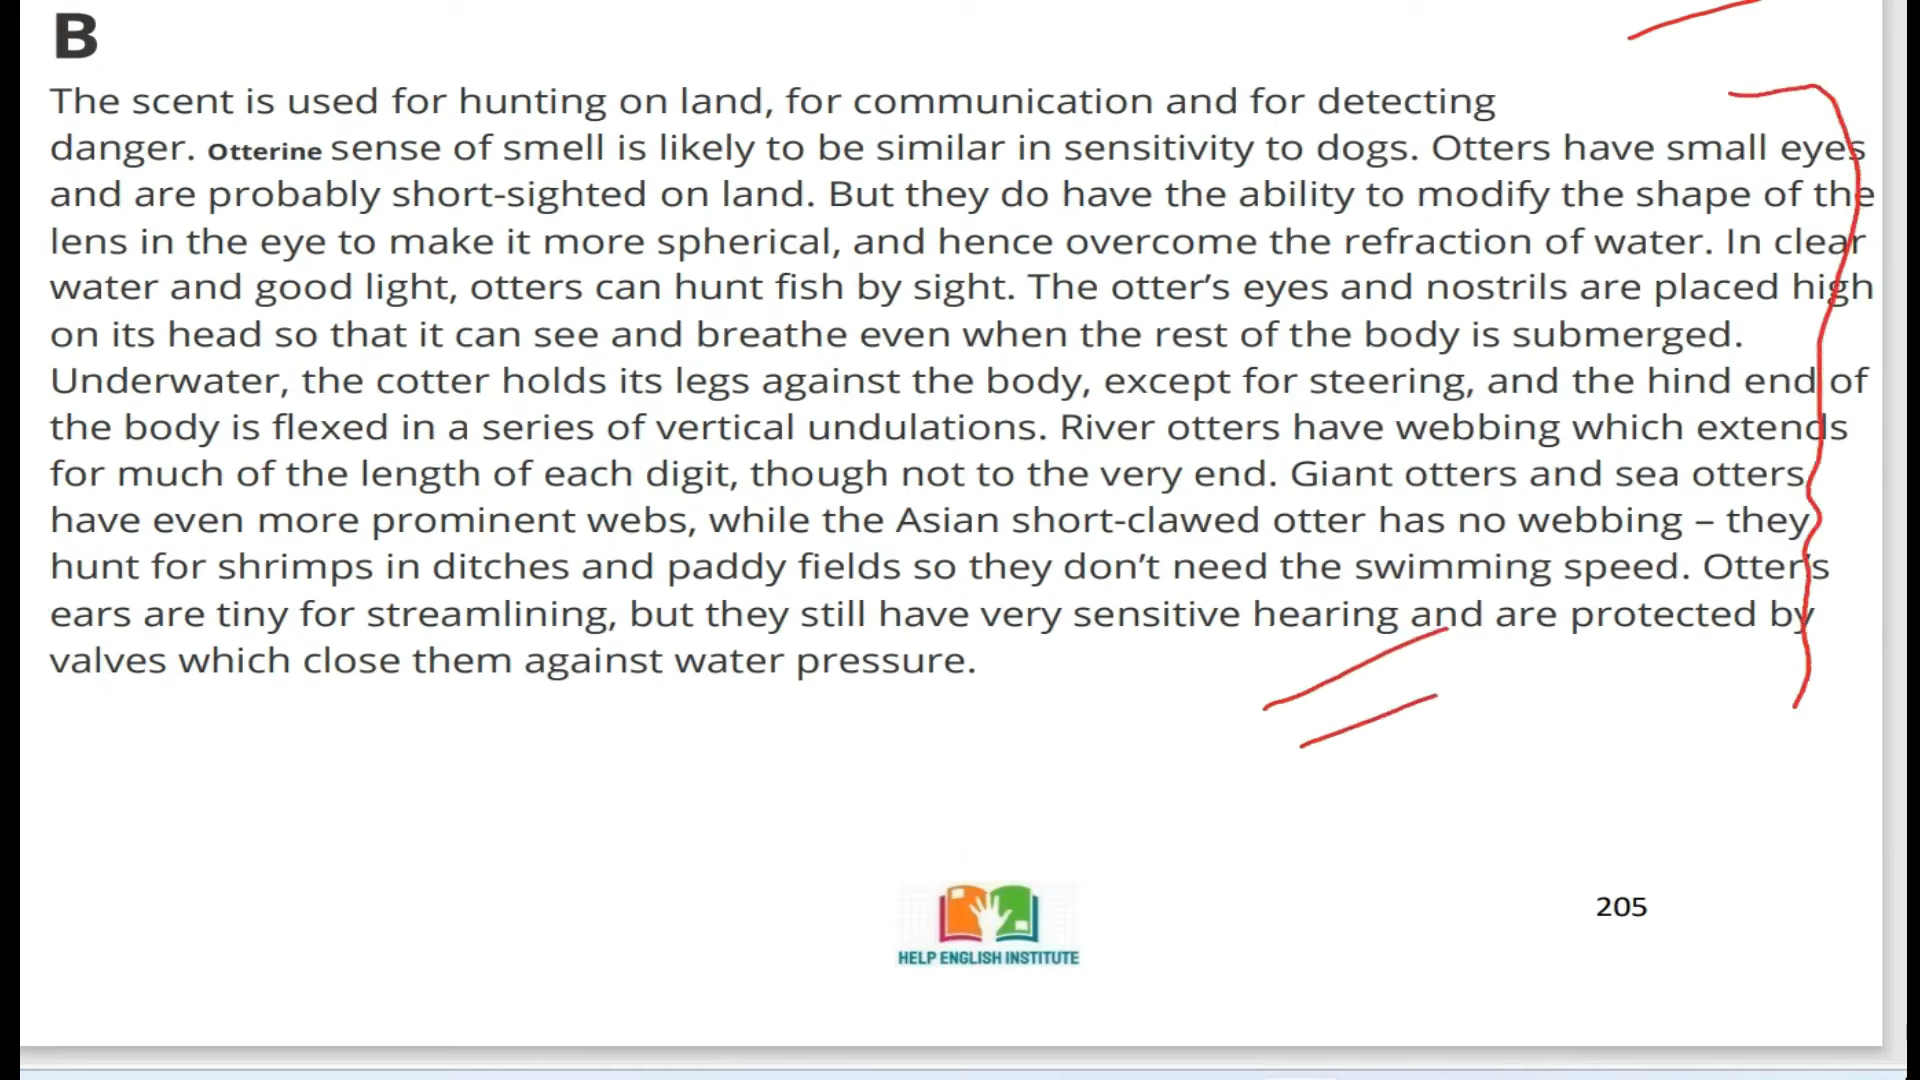 B
The scent is used for hunting on land, for communication and for detecting
danger. Otterine sense of smell is likely to be similar in sensitivity to dogs. Otters have small eyes
and are probably short-sighted on land. But they do have the ability to modify the shape of the
lens in the eye to make it more spherical, and hence overcome the refraction of water. In clear
water and good light, otters can hunt fish by sight. The otter’s eyes and nostrils are placed high
on its head so that it can see and breathe even when the rest of the body is submerged.
Underwater, the cotter holds its legs against the body, except for steering, and the hind end of
the body is flexed in a series of vertical undulations. River otters have webbing which extends
for much of the length of each digit, though not to the very end. Giant otters and sea otters
have even more prominent webs, while the Asian short-clawed otter has no webbing – they
hunt for shrimps in ditches and paddy fields so they don’t need the swimming speed. Otter’s
ears are tiny for streamlining, but they still have very sensitive hearing and are protected by
valves which close them against water pressure.
205
HELP ENGLISH INSTITUTE